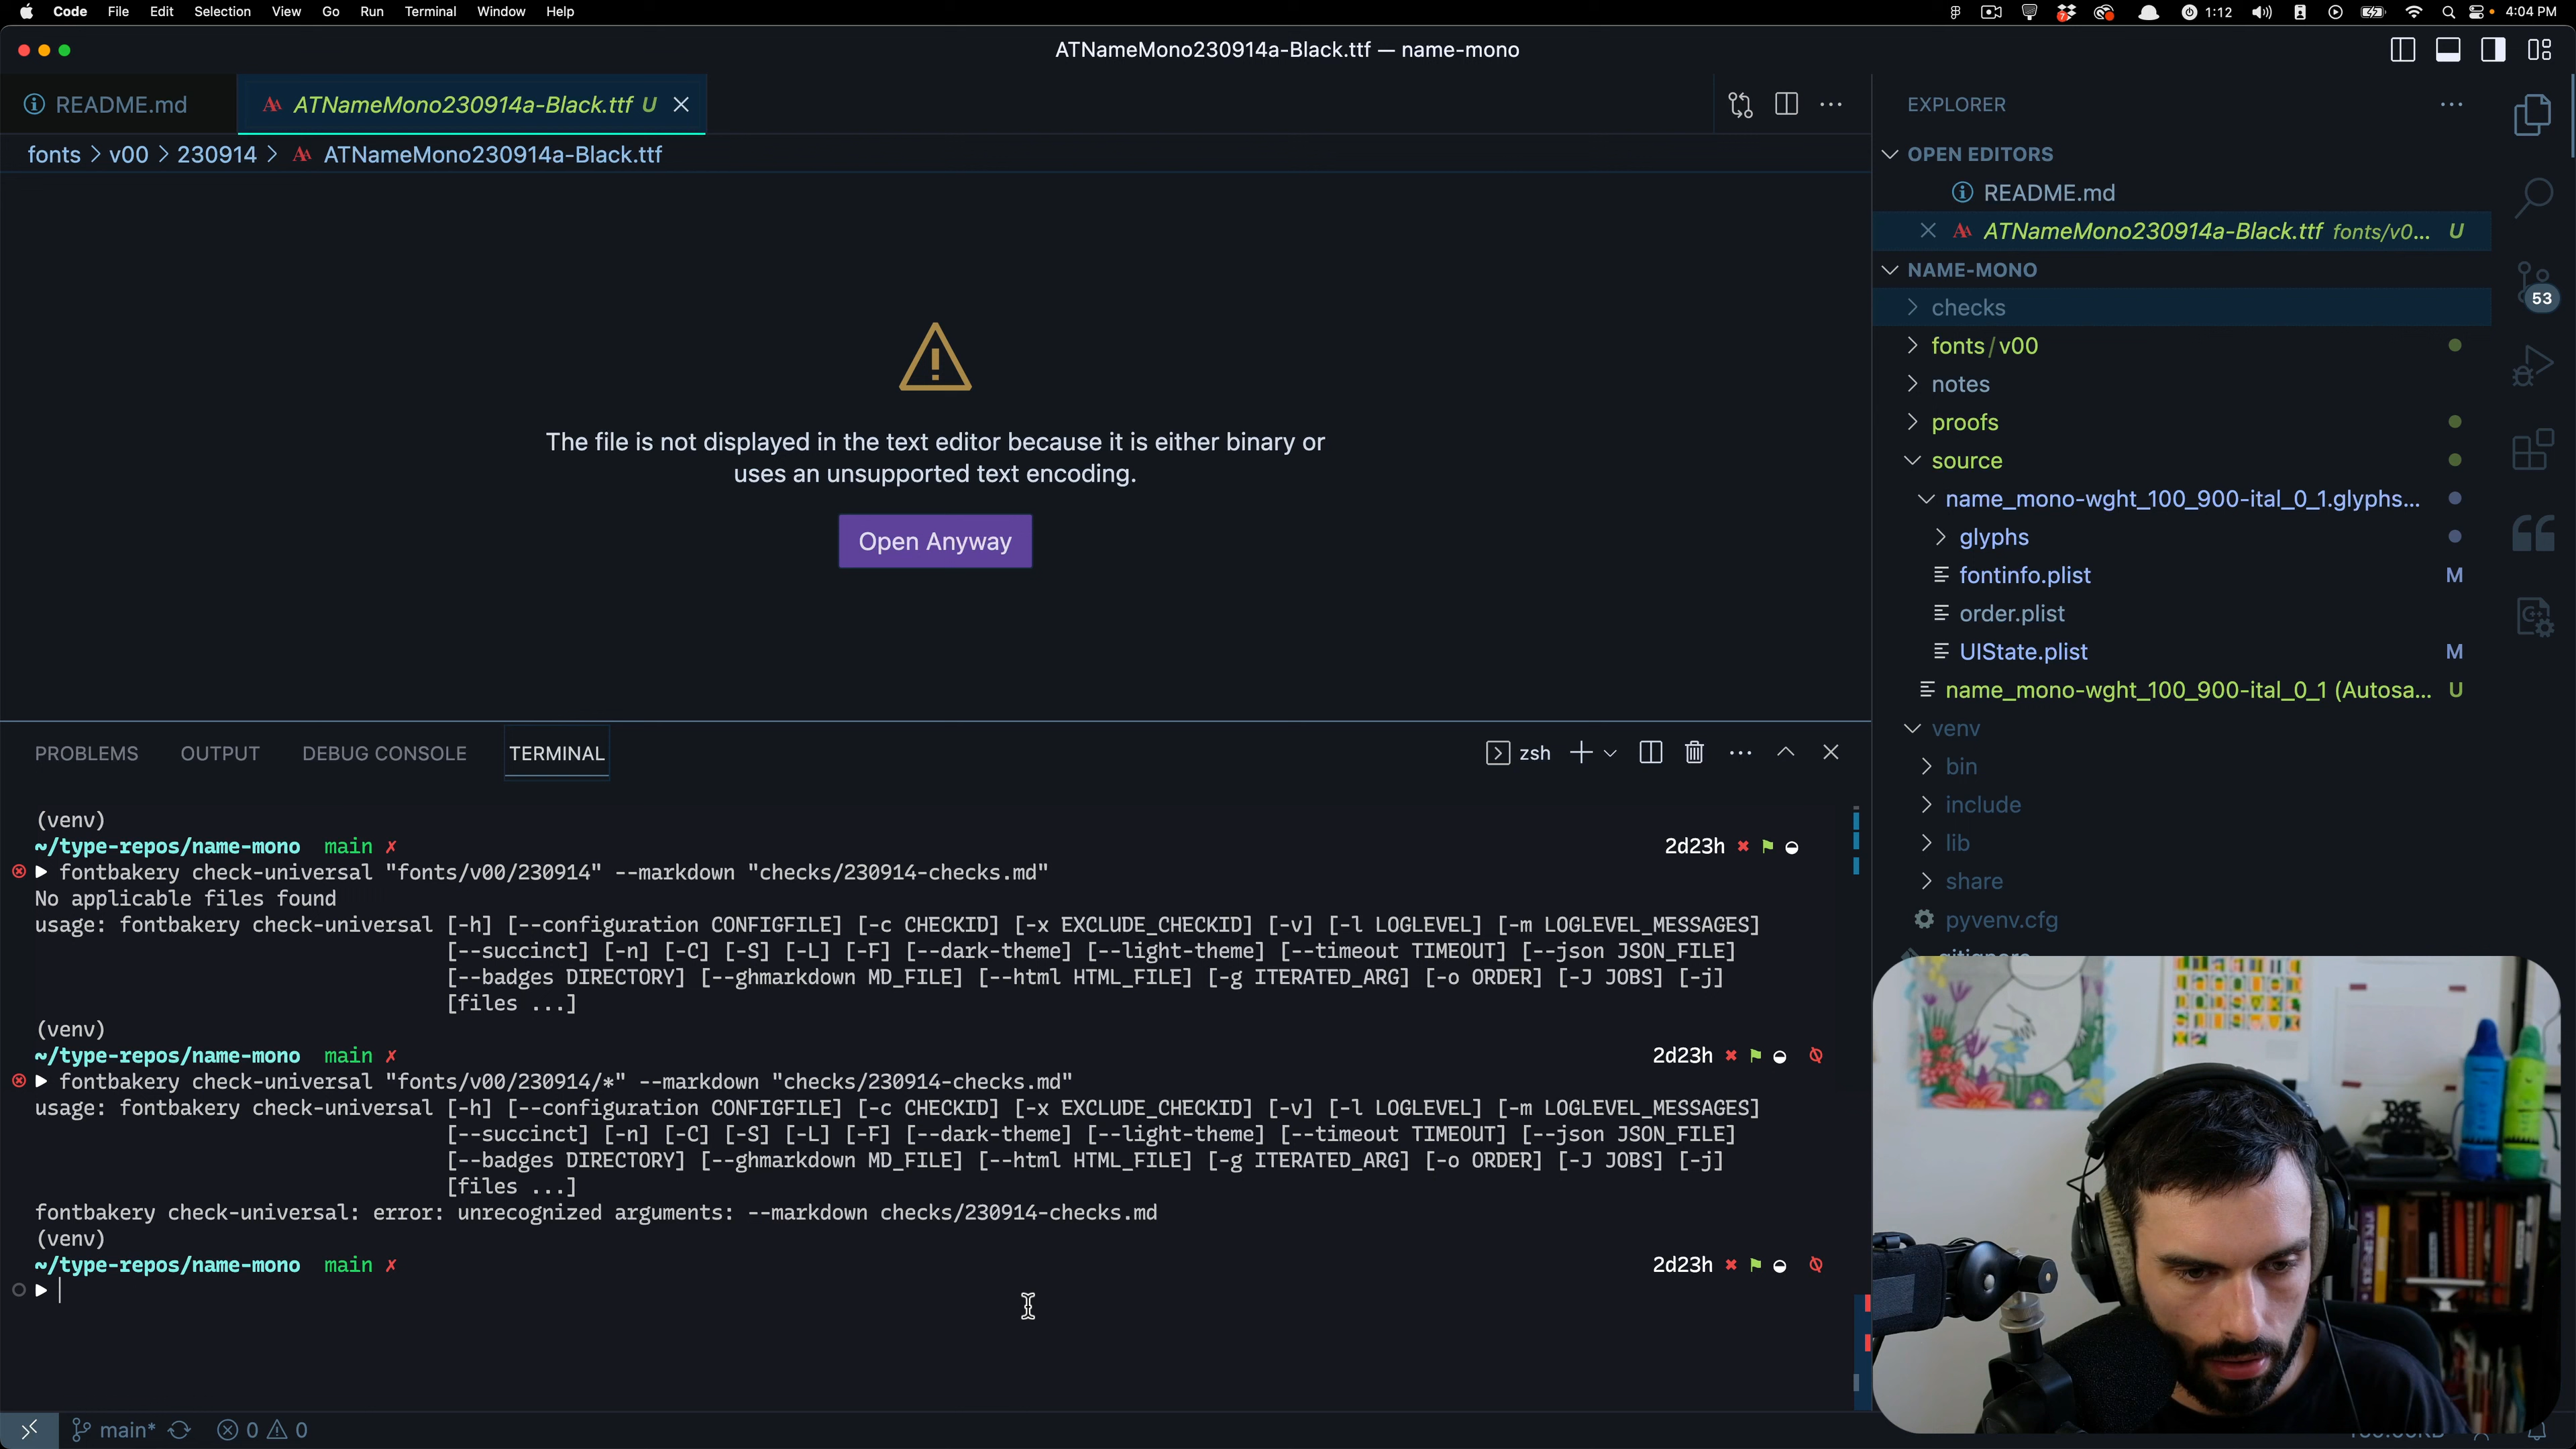 Code File Edit Selection View Go Run Terminal Window Help
1:12
4:04 PM
ATNameMono230914a-Black.ttf — name-mono
README.md
ATNameMono230914a-Black.ttf U
fonts > v00 > 230914 > ATNameMono230914a-Black.ttf
The file is not displayed in the text editor because it is either binary or
uses an unsupported text encoding.
Open Anyway
PROBLEMS OUTPUT DEBUG CONSOLE TERMINAL
zsh
(venv)
~/type-repos/name-mono main ✗ 2d23h
fontbakery check-universal "fonts/v00/230914" --markdown "checks/230914-checks.md"
No applicable files found
usage: fontbakery check-universal [-h] [--configuration CONFIGFILE] [-c CHECKID] [-x EXCLUDE_CHECKID] [-v] [-l LOGLEVEL] [-m LOGLEVEL_MESSAGES]
[--succinct] [-n] [-C] [-S] [-L] [-F] [--dark-theme] [--light-theme] [--timeout TIMEOUT] [--json JSON_FILE]
[--badges DIRECTORY] [--ghmarkdown MD_FILE] [--html HTML_FILE] [-g ITERATED_ARG] [-o ORDER] [-J JOBS] [-j]
[files ...]
(venv)
~/type-repos/name-mono main ✗ 2d23h
fontbakery check-universal "fonts/v00/230914/*" --markdown "checks/230914-checks.md"
usage: fontbakery check-universal [-h] [--configuration CONFIGFILE] [-c CHECKID] [-x EXCLUDE_CHECKID] [-v] [-l LOGLEVEL] [-m LOGLEVEL_MESSAGES]
[--succinct] [-n] [-C] [-S] [-L] [-F] [--dark-theme] [--light-theme] [--timeout TIMEOUT] [--json JSON_FILE]
[--badges DIRECTORY] [--ghmarkdown MD_FILE] [--html HTML_FILE] [-g ITERATED_ARG] [-o ORDER] [-J JOBS] [-j]
[files ...]
fontbakery check-universal: error: unrecognized arguments: --markdown checks/230914-checks.md
(venv)
~/type-repos/name-mono main ✗ 2d23h
main* 0 0
EXPLORER
OPEN EDITORS
README.md
ATNameMono230914a-Black.ttf fonts/v0... U
NAME-MONO
checks
fonts/v00
notes
proofs
source
name_mono-wght_100_900-ital_0_1.glyphs...
glyphs
fontinfo.plist M
order.plist
UIState.plist M
name_mono-wght_100_900-ital_0_1 (Autosa... U
venv
bin
include
lib
share
pyvenv.cfg
53